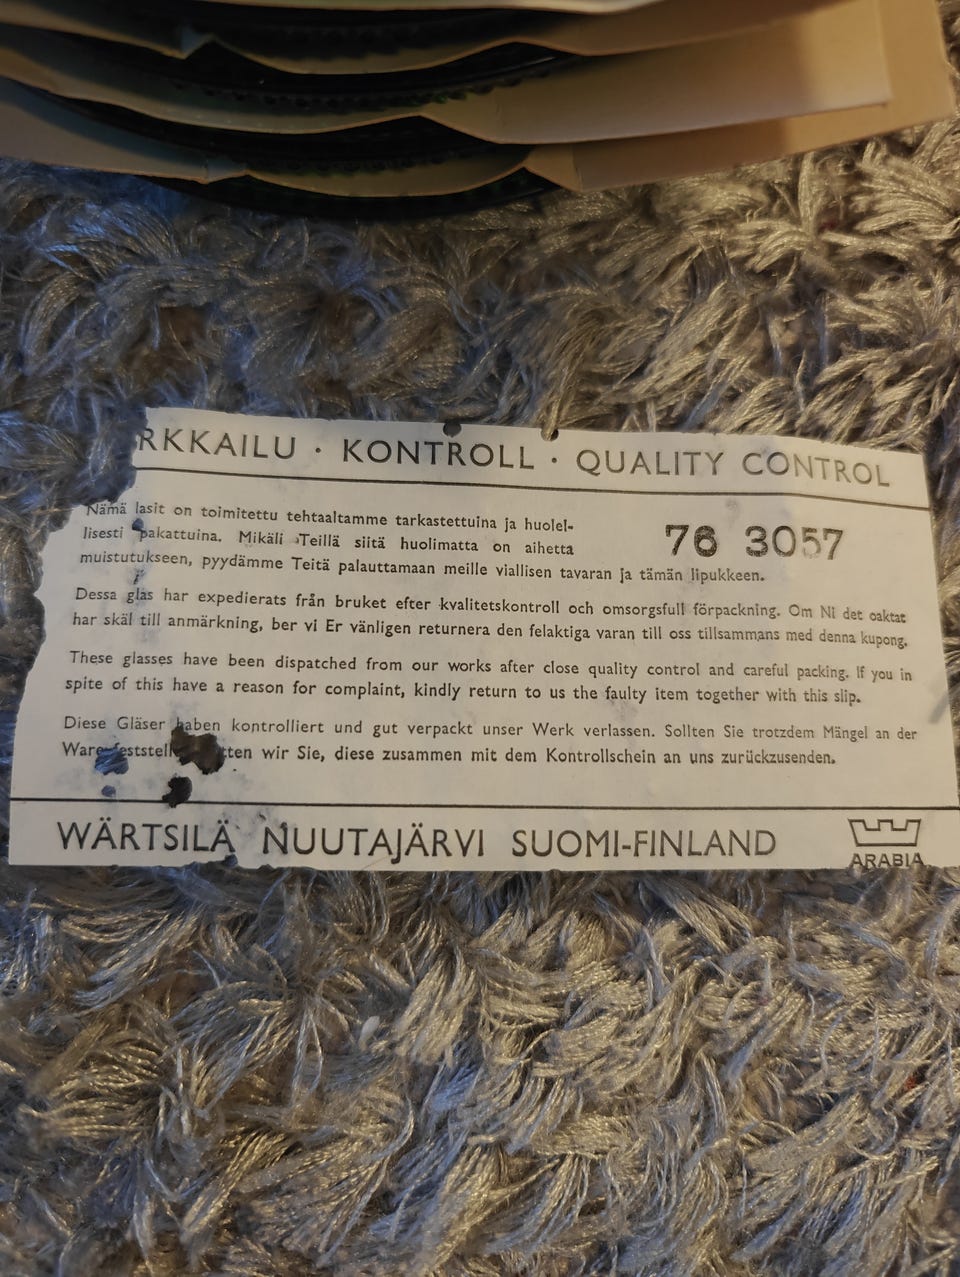 RKKAILU · KONTROLL · QUALITY CONTROL
Nämä lasit on toimitettu tehtaaltamme tarkastettuina ja huolel-
lisesti pakattuina. Mikäli Teillä siitä huolimatta on aihetta
76 3057
muistutukseen, pyydämme Teitä palauttamaan meille viallisen tavaran ja tämän lipukkeen.
Dessa glas har expedierats från bruket efter kvalitetskontroll och omsorgsfull förpackning. Om Ni det oaktat
har skäl till anmärkning, ber vi Er vänligen returnera den felaktiga varan till oss tillsammans med denna kupong.
These glasses have been dispatched from our works after close quality control and careful packing. If you in
spite of this have a reason for complaint, kindly return to us the faulty item together with this slip.
Diese Gläser haben kontrolliert und gut verpackt unser Werk verlassen. Sollten Sie trotzdem Mängel an der
Ware wir Sie, diese zusammen mit dem Kontrollschein an uns zurückzusenden.
WÄRTSILÄ NUUTAJÄRVI SUOMI-FINLAND
ARABIA